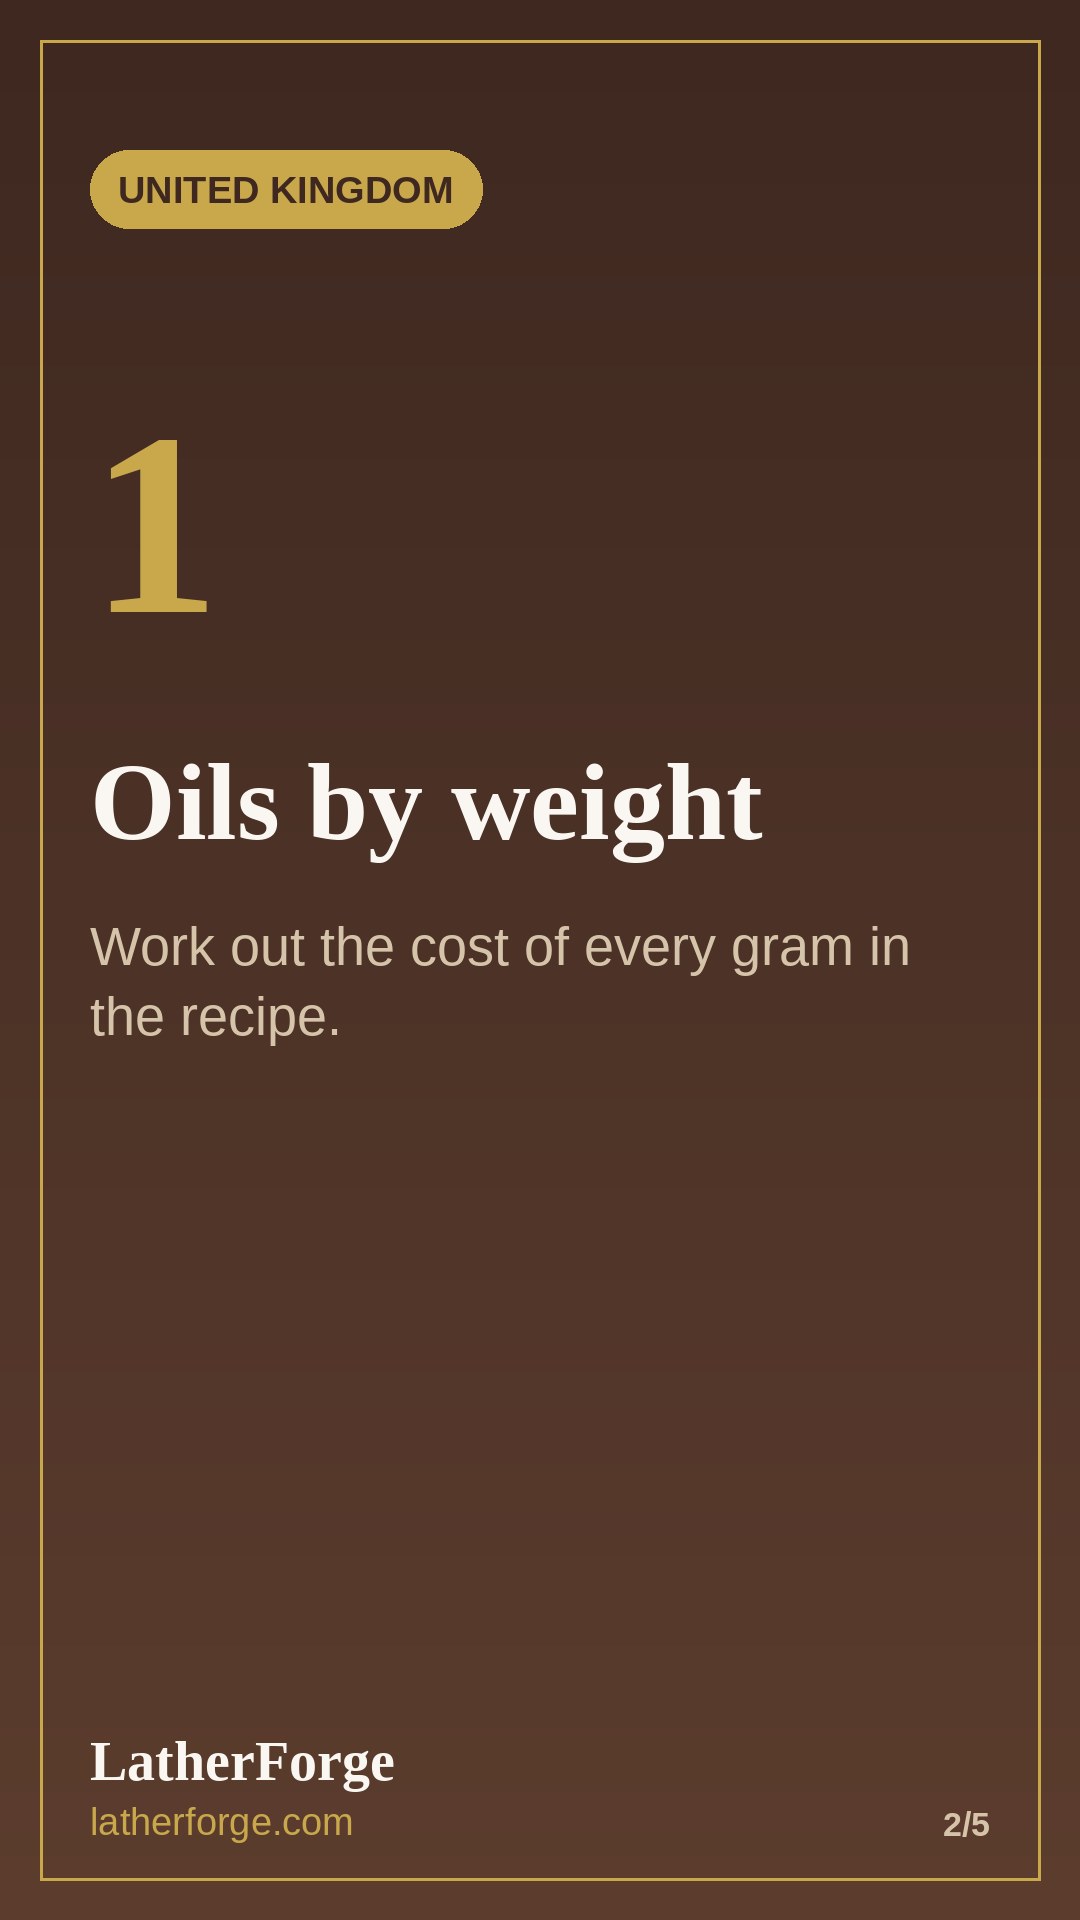 UNITED KINGDOM
1
Oils by weight
Work out the cost of every gram in
the recipe.
LatherForge
latherforge.com
2/5